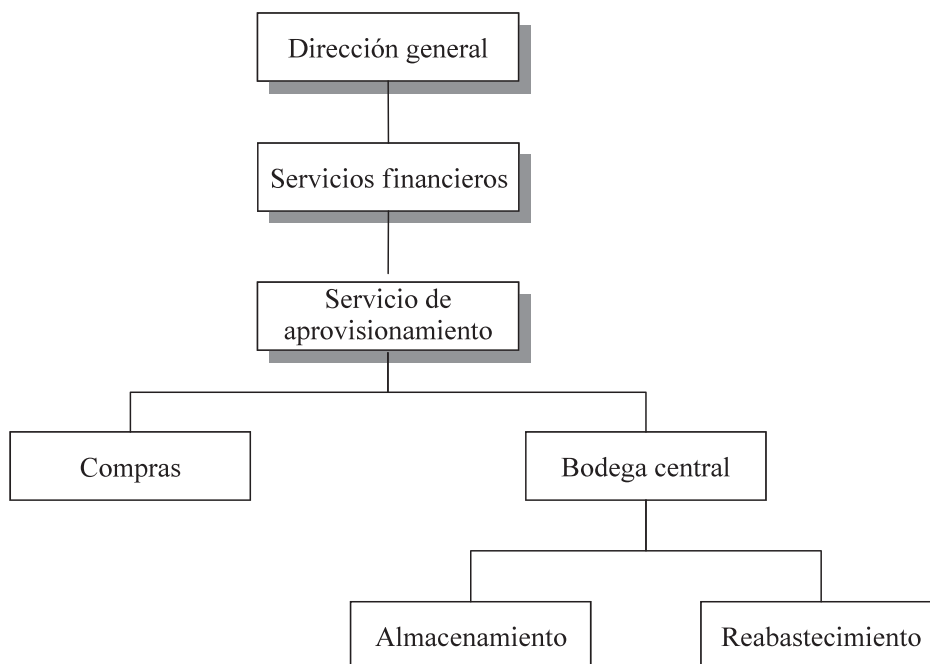 Dirección general
Servicios financieros
Servicio de
aprovisionamiento
Compras
Bodega central
Almacenamiento
Reabastecimiento